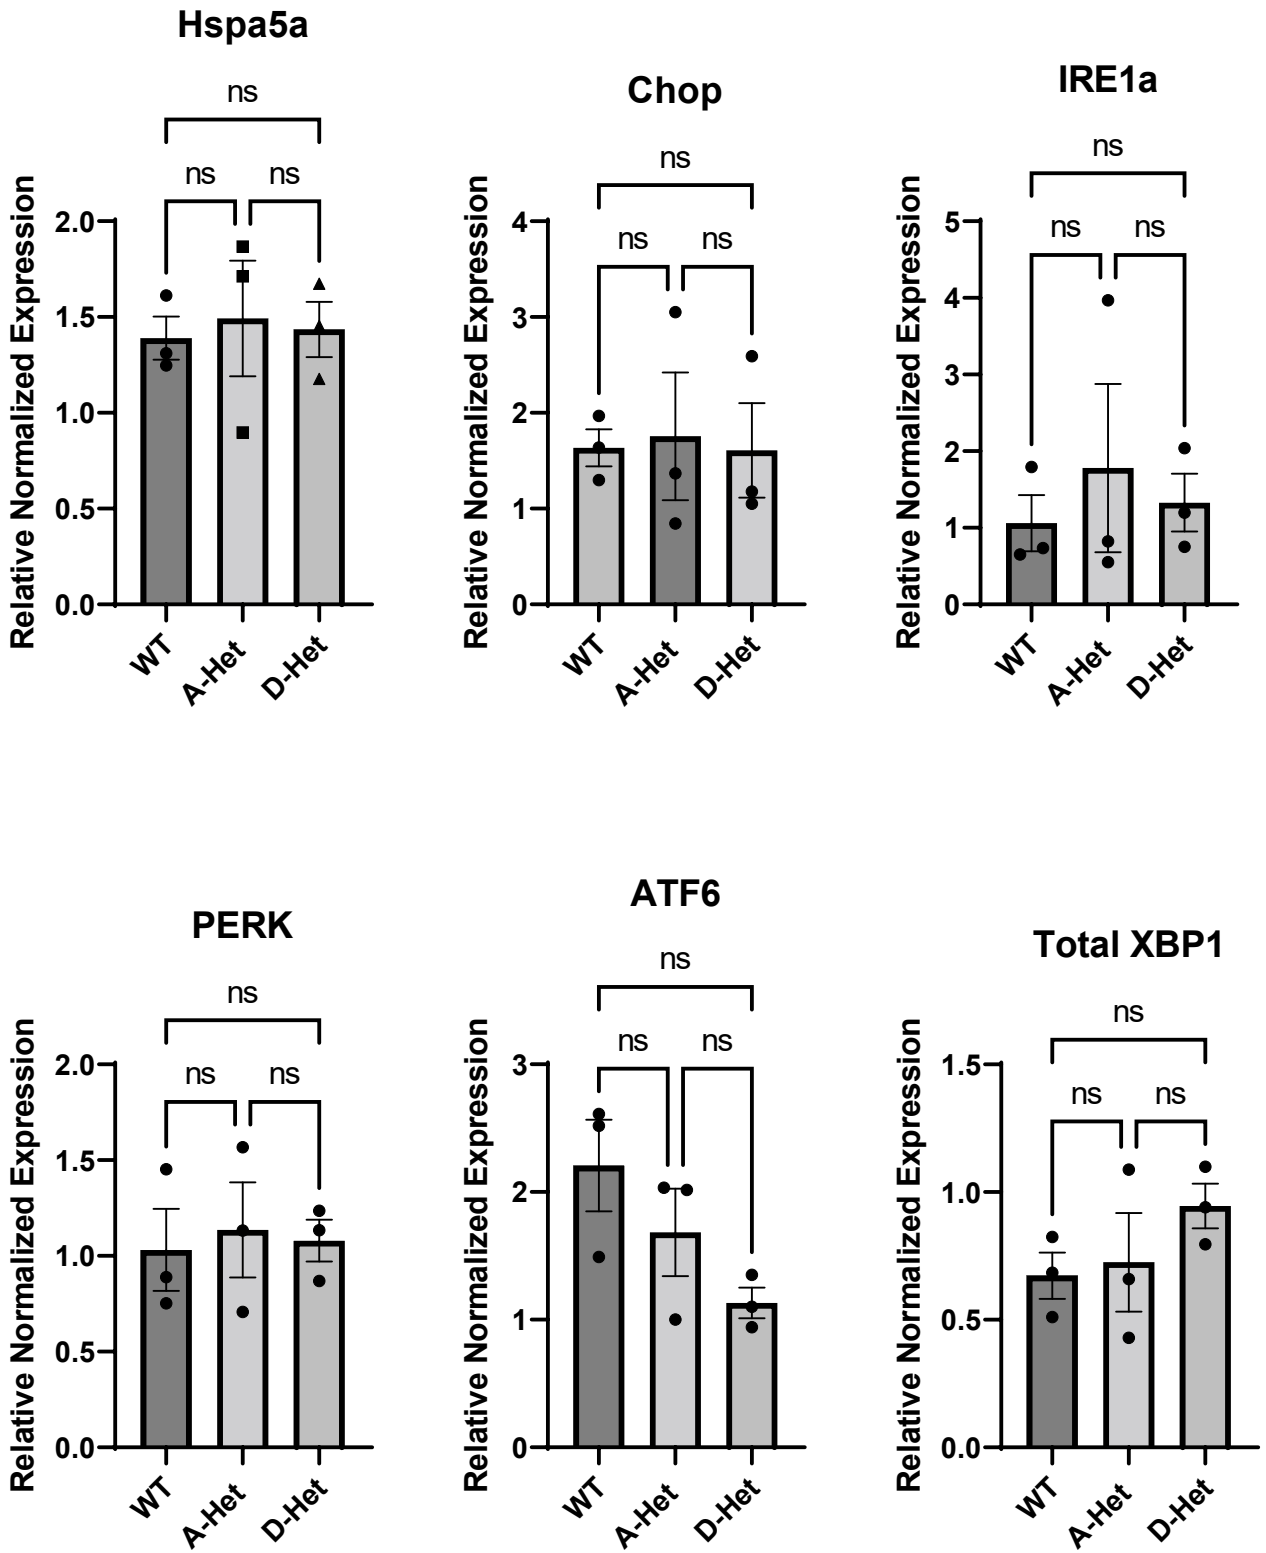 Hspa5a
ns
ns ns
Relative Normalized Expression
2.0
1.5
1.0
0.5
0.0
WT A-Het D-Het
Chop
ns
ns ns
Relative Normalized Expression
4
3
2
1
0
WT A-Het D-Het
IRE1a
ns
ns ns
Relative Normalized Expression
5
4
3
2
1
0
WT A-Het D-Het
PERK
ns
ns ns
Relative Normalized Expression
2.0
1.5
1.0
0.5
0.0
WT A-Het D-Het
ATF6
ns
ns ns
Relative Normalized Expression
3
2
1
0
WT A-Het D-Het
Total XBP1
ns
ns ns
Relative Normalized Expression
1.5
1.0
0.5
0.0
WT A-Het D-Het